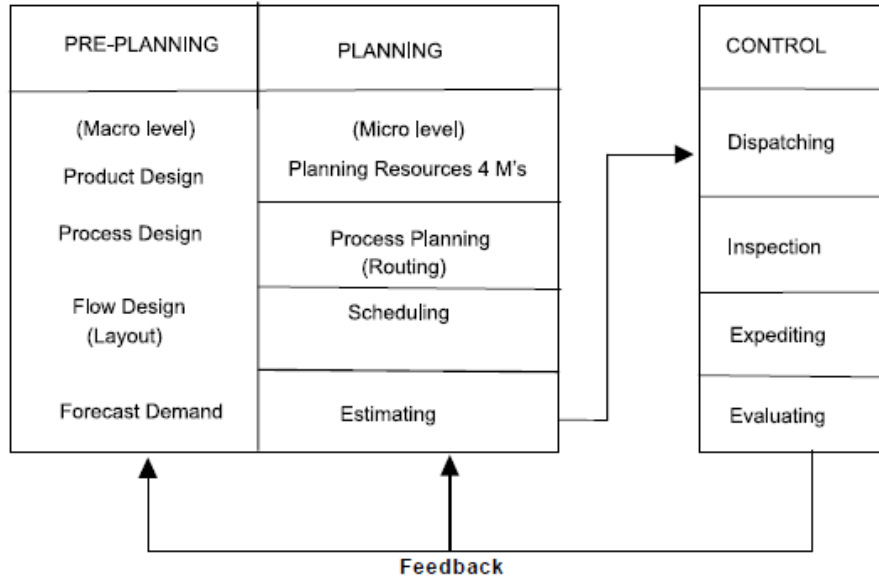 PRE-PLANNING
(Macro level)
Product Design
Process Design
Flow Design
(Layout)
Forecast Demand
PLANNING
(Micro level)
Planning Resources 4 M's
Process Planning
(Routing)
Scheduling
Estimating
CONTROL
Dispatching
Inspection
Expediting
Evaluating
Feedback